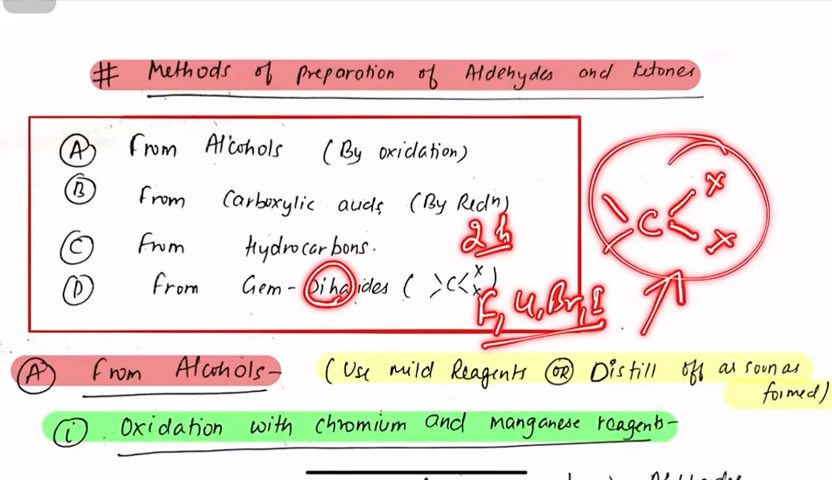 # Methods of preparation of Aldehydes and ketones
(A) From Alcohols (By oxidation)
(B) From Carboxylic auds (By Redn)
(C) From Hydrocarbons.
(D) From Gem-Dihalides ( >C< X X )
2 h
F, Cl, Br, I
>C< X X
(A) From Alcohols- (Use mild Reagents OR Distill off as soon as formed)
(i) Oxidation with chromium and manganese reagents-